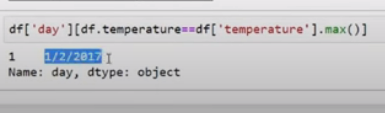 df['day'][df.temperature==df['temperature'].max()]
1    1/2/2017
Name: day, dtype: object